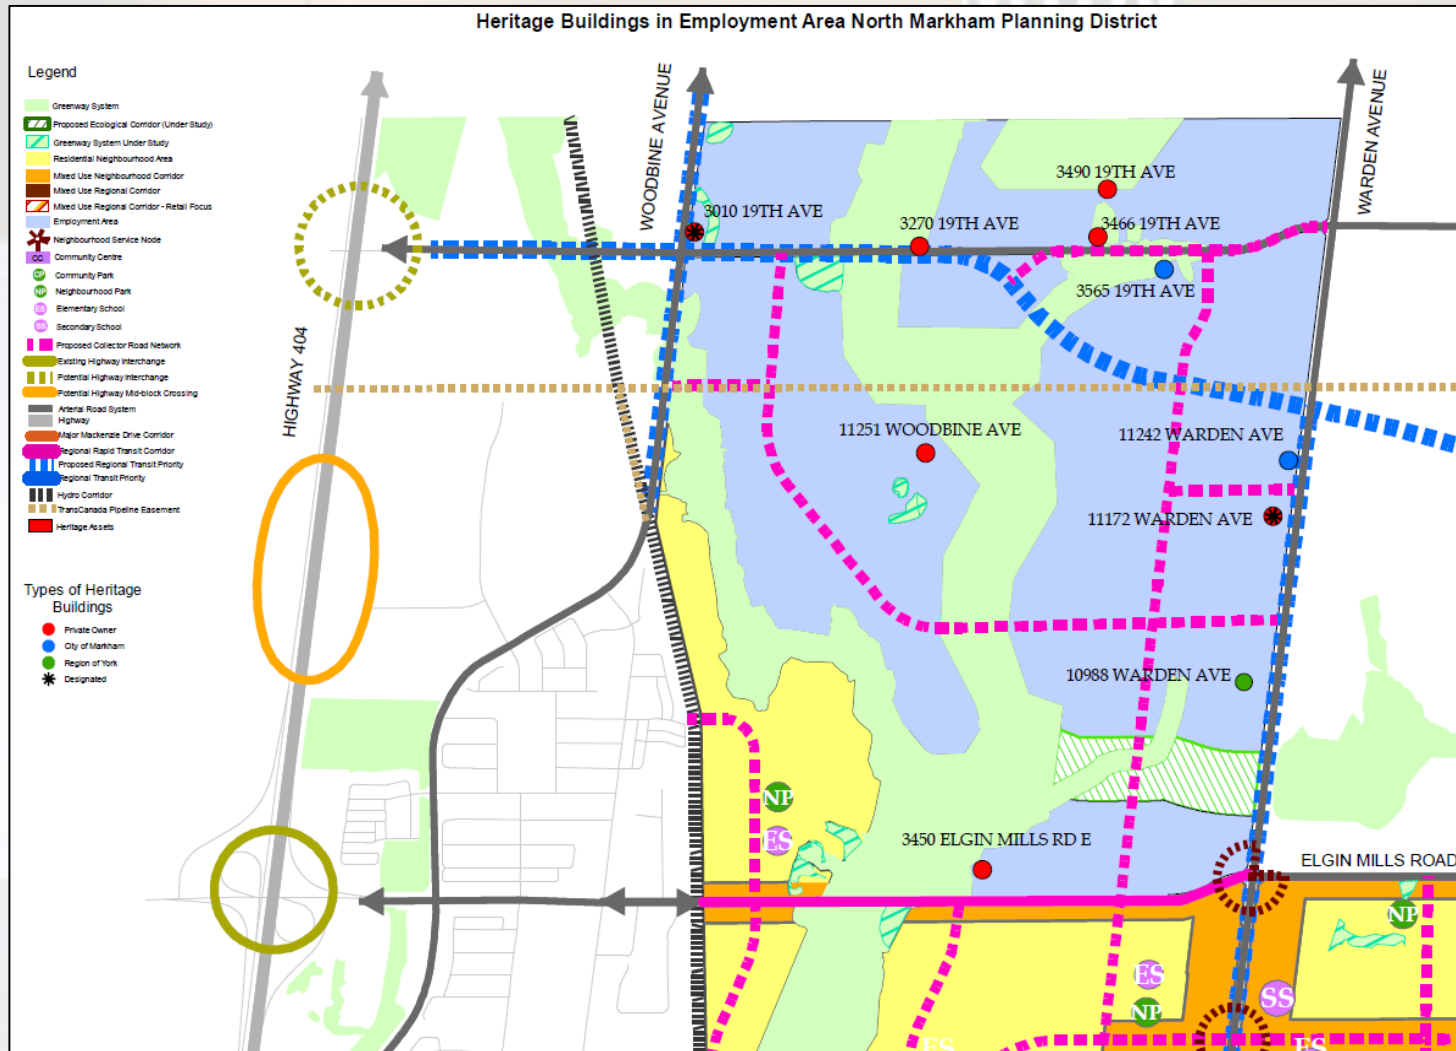 Heritage Buildings in Employment Area North Markham Planning District
Legend
Greenway System
Proposed Ecological Corridor (Under Study)
Greenway System Under Study
Residential Neighbourhood Area
Mixed Use Neighbourhood Corridor
Mixed Use Regional Corridor
Mixed Use Regional Corridor - Retail Focus
Employment Area
Neighbourhood Service Node
CC Community Centre
CP Community Park
NP Neighbourhood Park
ES Elementary School
SS Secondary School
Proposed Collector Road Network
Existing Highway Interchange
Potential Highway Interchange
Potential Highway Mid-block Crossing
Arterial Road System
Highway
Major Mackenzie Drive Corridor
Regional Rapid Transit Corridor
Proposed Regional Transit Priority
Regional Transit Priority
Hydro Corridor
TransCanada Pipeline Easement
Heritage Assets
Types of Heritage
Buildings
Private Owner
City of Markham
Region of York
Designated
HIGHWAY 404
WOODBINE AVENUE
WARDEN AVENUE
3490 19TH AVE
3010 19TH AVE
3270 19TH AVE
3466 19TH AVE
3565 19TH AVE
11251 WOODBINE AVE
11242 WARDEN AVE
11172 WARDEN AVE
10988 WARDEN AVE
NP
ES
3450 ELGIN MILLS RD E
ELGIN MILLS ROAD
NP
ES
SS
NP
ES
ES